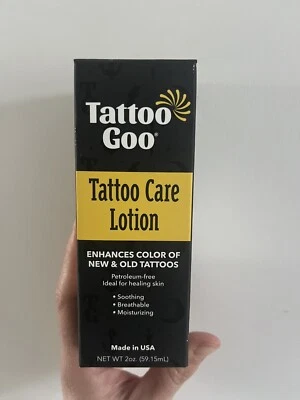 Tattoo
Goo®
Tattoo Care
Lotion
ENHANCES COLOR OF
NEW & OLD TATTOOS
Petroleum-free
Ideal for healing skin
• Soothing
• Breathable
• Moisturizing
Made in USA
NET WT 2oz. (59.15mL)